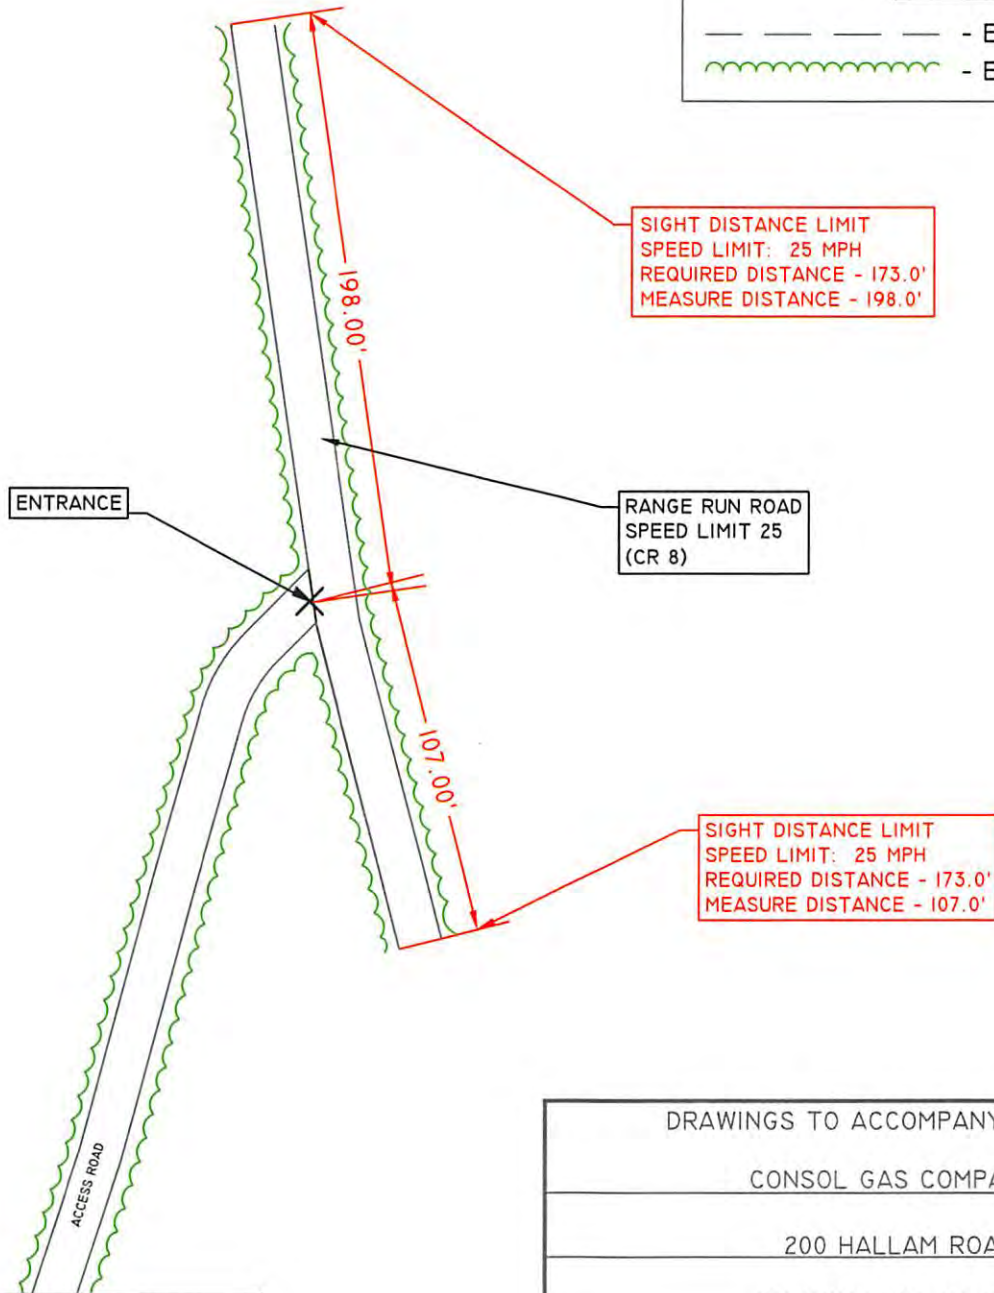 - E
- E
SIGHT DISTANCE LIMIT
SPEED LIMIT: 25 MPH
REQUIRED DISTANCE - 173.0'
MEASURE DISTANCE - 198.0'
198.00'
ENTRANCE
RANGE RUN ROAD
SPEED LIMIT 25
(CR 8)
107.00'
SIGHT DISTANCE LIMIT
SPEED LIMIT: 25 MPH
REQUIRED DISTANCE - 173.0'
MEASURE DISTANCE - 107.0'
ACCESS ROAD
DRAWINGS TO ACCOMPANY
CONSOL GAS COMPA
200 HALLAM ROA